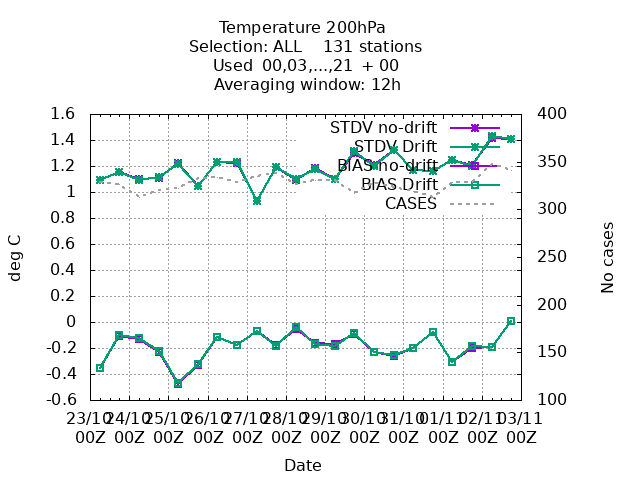 Temperature 200hPa
Selection: ALL    131 stations
Used  00,03,...,21  + 00
Averaging window: 12h
1.6
1.4
1.2
1
0.8
0.6
0.4
0.2
0
-0.2
-0.4
-0.6
deg C
400
350
300
250
200
150
100
No cases
STDV no-drift
STDV Drift
BIAS no-drift
BIAS Drift
CASES
23/10 24/10 25/10 26/10 27/10 28/10 29/10 30/10 31/10 01/11 02/11 03/11
00Z 00Z 00Z 00Z 00Z 00Z 00Z 00Z 00Z 00Z 00Z 00Z
Date